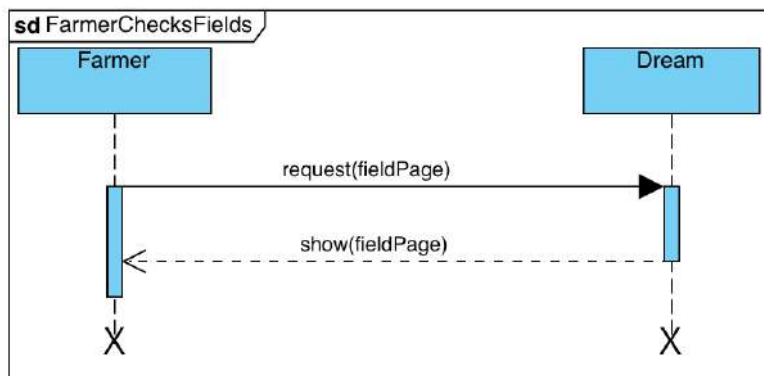 sd FarmerChecksFields
Farmer
Dream
request(fieldPage)
show(fieldPage)